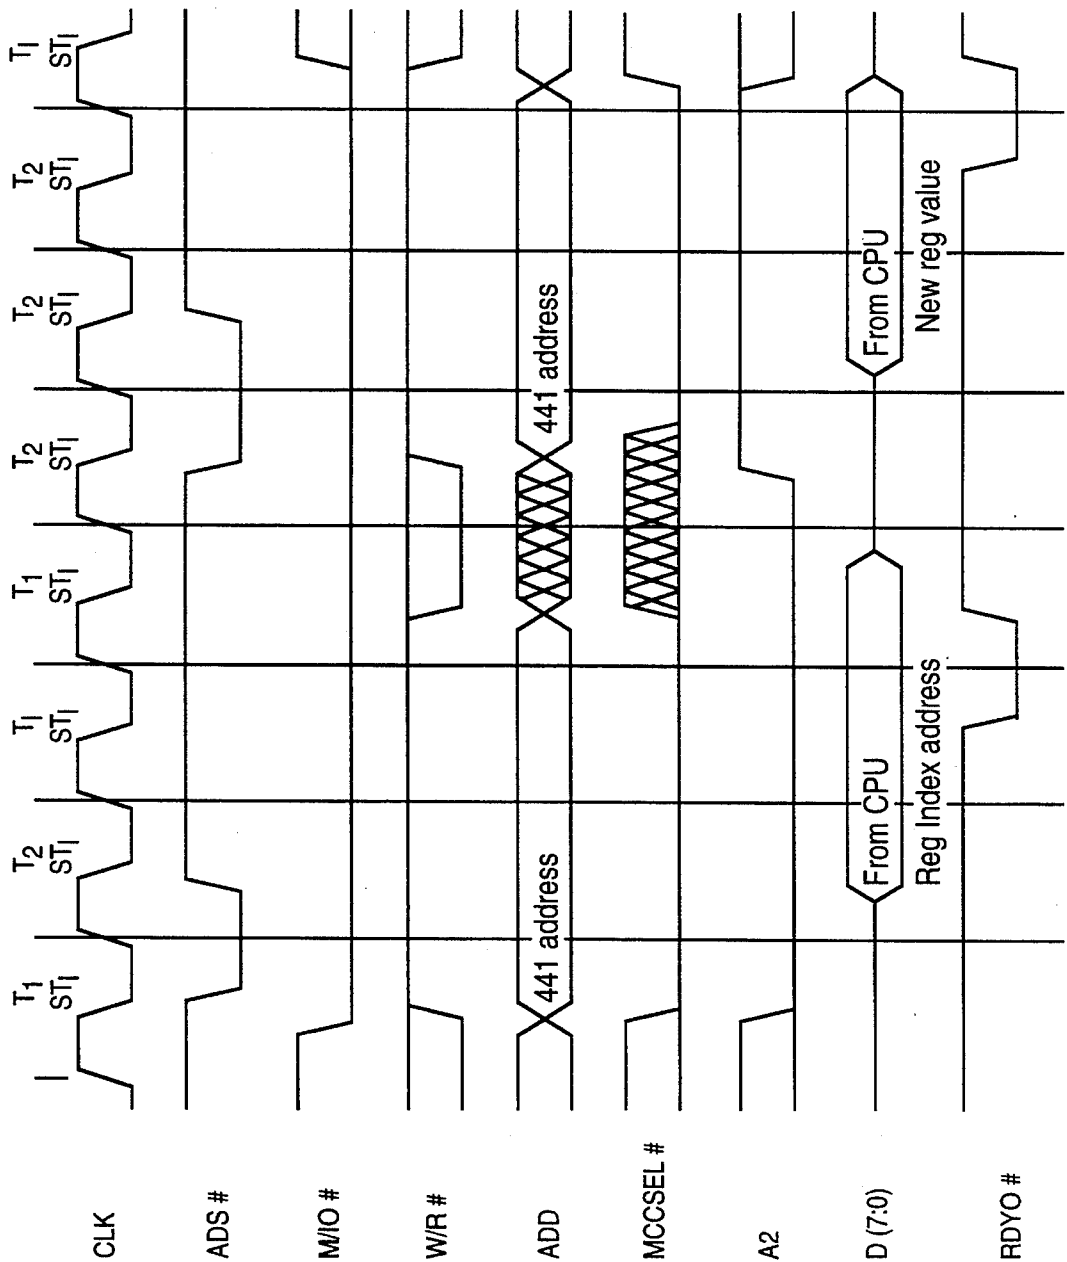 T1 T2 TI T1 T2 T2 T2 TI
STI STI STI STI STI STI STI STI
CLK
ADS #
M/IO #
W/R #
ADD 441 address 441 address
MCCSEL #
A2
D (7:0) From CPU From CPU
Reg Index address New reg value
RDYO #